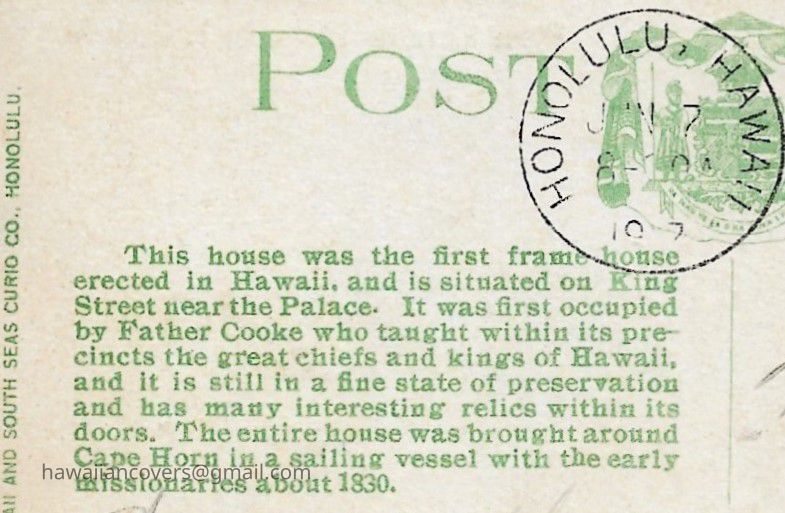 POST
HONOLULU, HAWAII
JAN 7
This house was the first frame house
erected in Hawaii, and is situated on King
Street near the Palace. It was first occupied
by Father Cooke who taught within its pre-
cincts the great chiefs and kings of Hawaii,
and it is still in a fine state of preservation
and has many interesting relics within its
doors. The entire house was brought around
Cape Horn in a sailing vessel with the early
missionaries about 1830.
hawaiiancovers@gmail.com
AND SOUTH SEAS CURIO CO., HONOLULU.